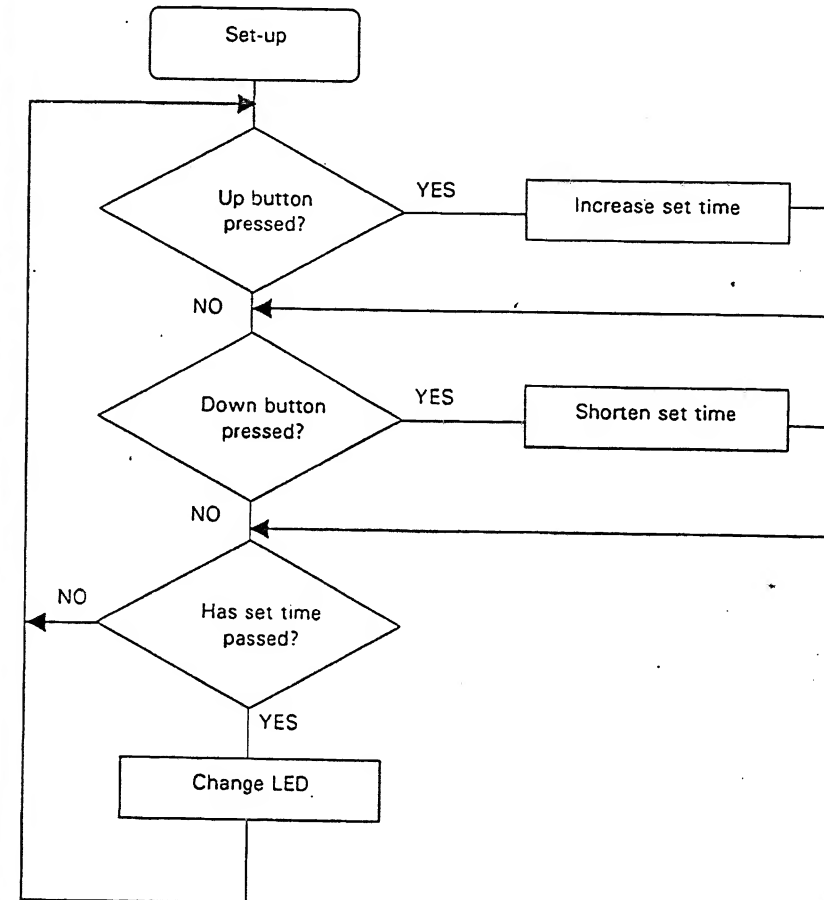 Set-up
Up button
pressed?
YES
Increase set time
NO
Down button
pressed?
YES
Shorten set time
NO
Has set time
passed?
NO
YES
Change LED